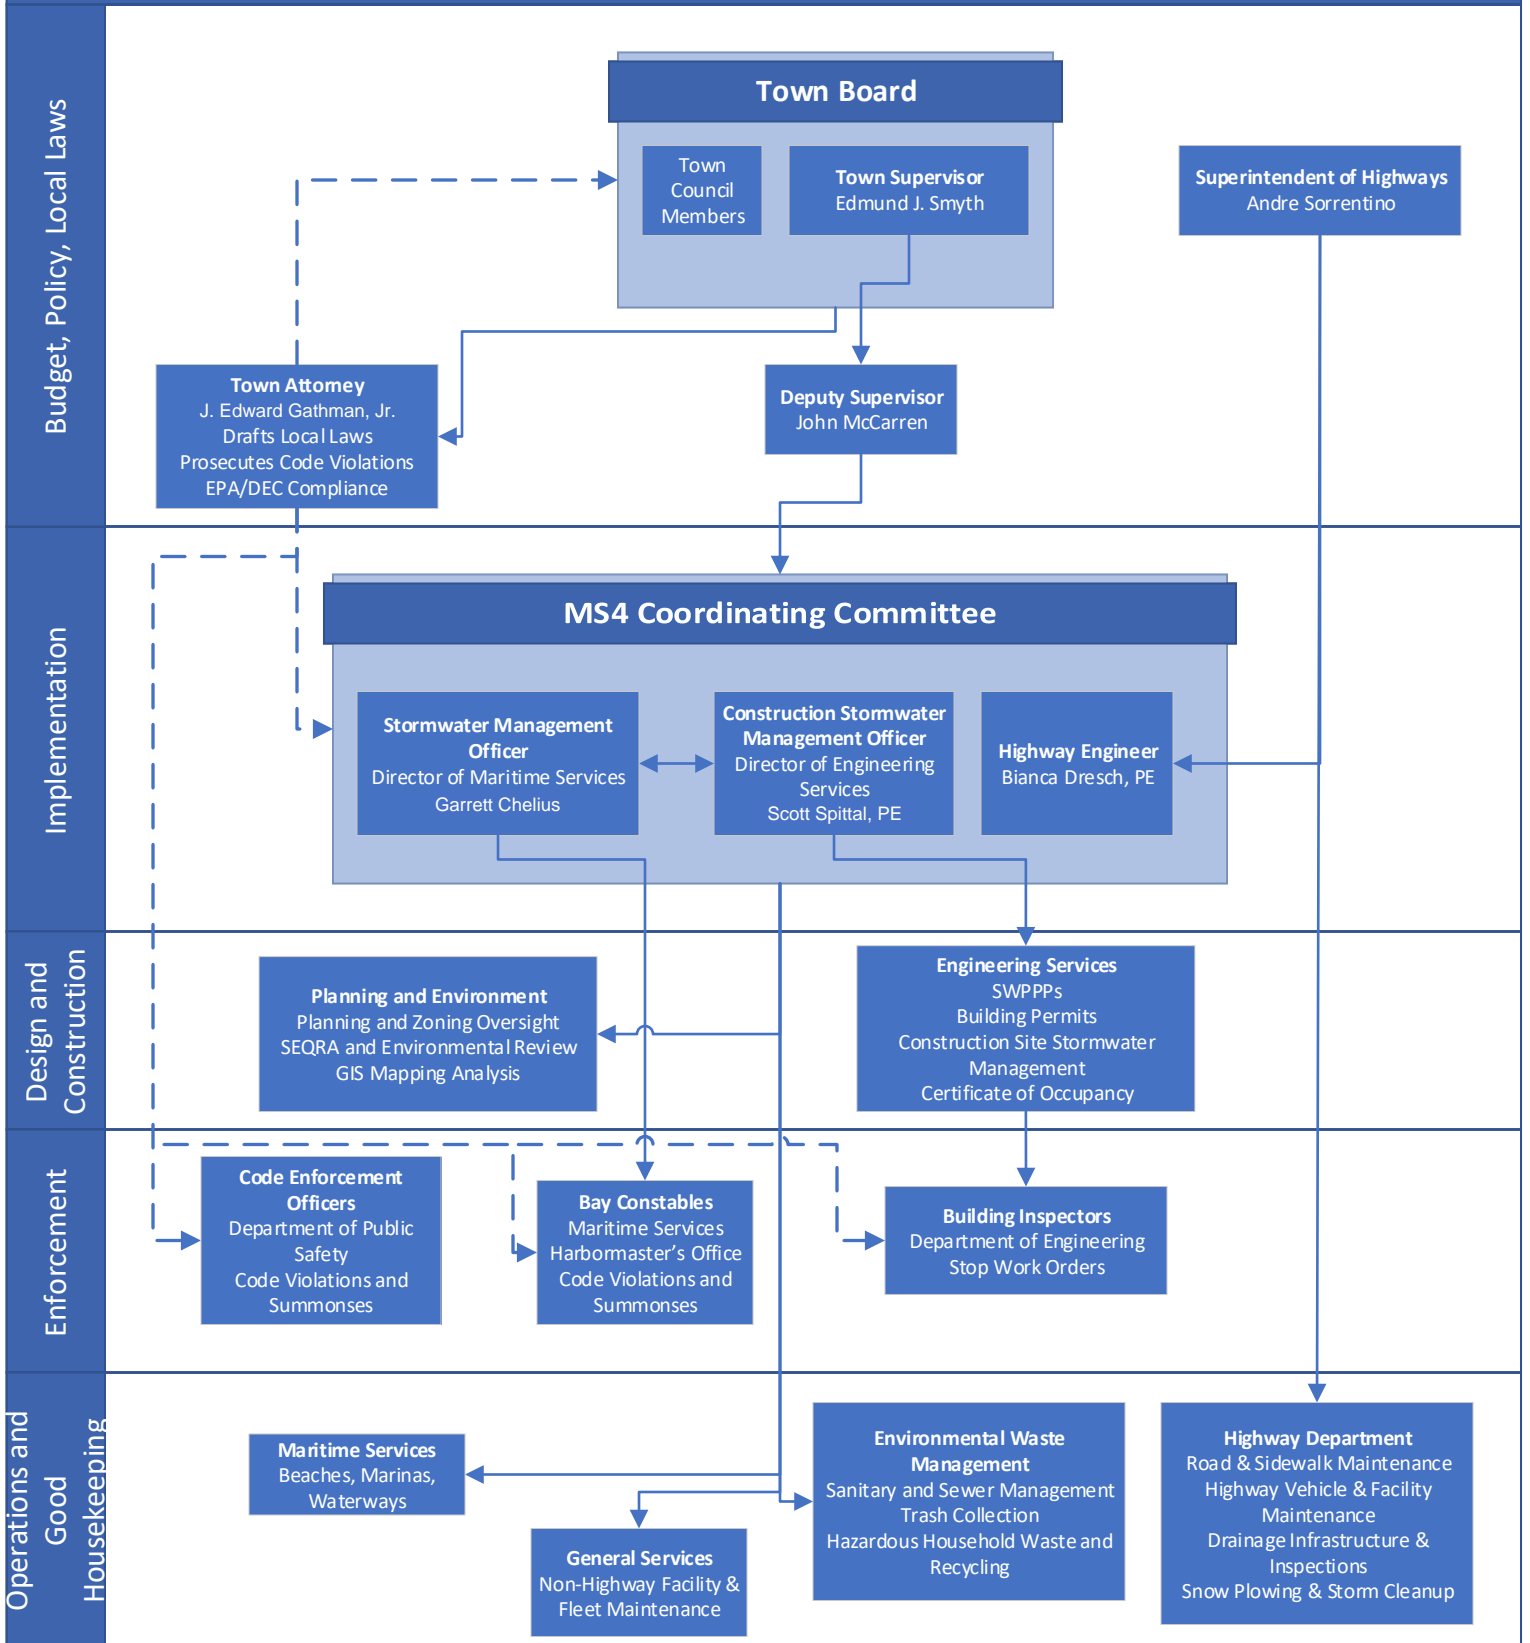 Budget, Policy, Local Laws
Town Board
Town
Council
Members
Town Supervisor
Edmund J. Smyth
Superintendent of Highways
Andre Sorrentino
Town Attorney
J. Edward Gathman, Jr.
Drafts Local Laws
Prosecutes Code Violations
EPA/DEC Compliance
Deputy Supervisor
John McCarren
Implementation
MS4 Coordinating Committee
Stormwater Management
Officer
Director of Maritime Services
Garrett Chelius
Construction Stormwater
Management Officer
Director of Engineering
Services
Scott Spittal, PE
Highway Engineer
Bianca Dresch, PE
Design and
Construction
Planning and Environment
Planning and Zoning Oversight
SEQRA and Environmental Review
GIS Mapping Analysis
Engineering Services
SWPPPs
Building Permits
Construction Site Stormwater
Management
Certificate of Occupancy
Enforcement
Code Enforcement
Officers
Department of Public
Safety
Code Violations and
Summonses
Bay Constables
Maritime Services
Harbormaster’s Office
Code Violations and
Summonses
Building Inspectors
Department of Engineering
Stop Work Orders
Operations and
Good
Housekeeping
Maritime Services
Beaches, Marinas,
Waterways
General Services
Non-Highway Facility &
Fleet Maintenance
Environmental Waste
Management
Sanitary and Sewer Management
Trash Collection
Hazardous Household Waste and
Recycling
Highway Department
Road & Sidewalk Maintenance
Highway Vehicle & Facility
Maintenance
Drainage Infrastructure &
Inspections
Snow Plowing & Storm Cleanup